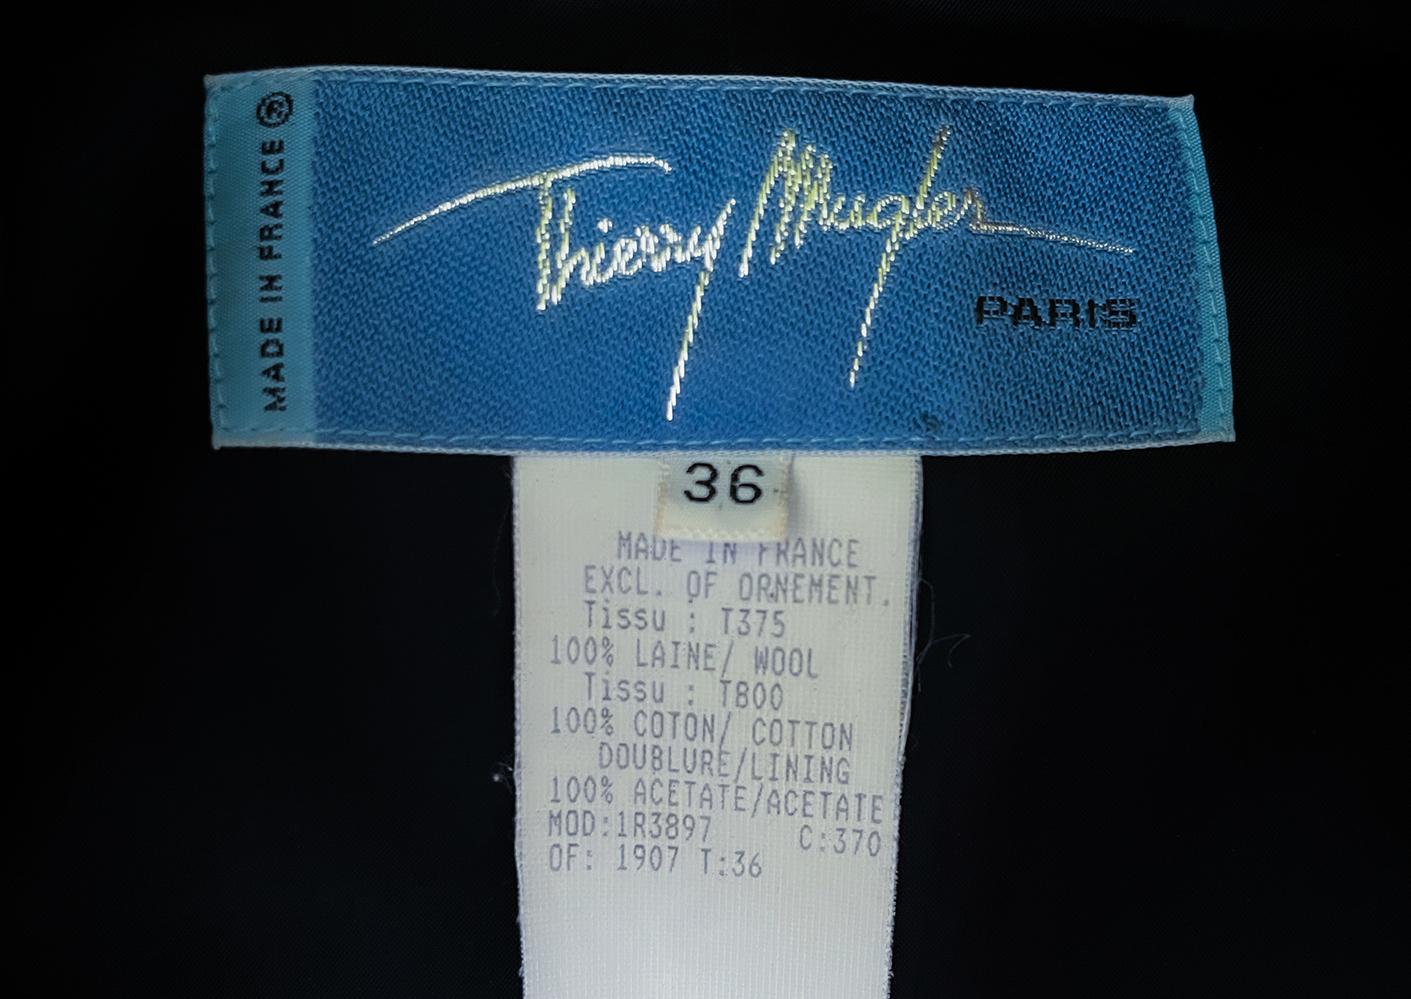 MADE IN FRANCE ®
Thierry Mugler
PARIS
36
MADE IN FRANCE
EXCL. OF ORNEMENT.
Tissu : T375
100% LAINE/ WOOL
Tissu : T800
100% COTON/ COTTON
DOUBLURE/LINING
100% ACETATE/ACETATE
MOD:1R3897 C:370
OF: 1907 T:36